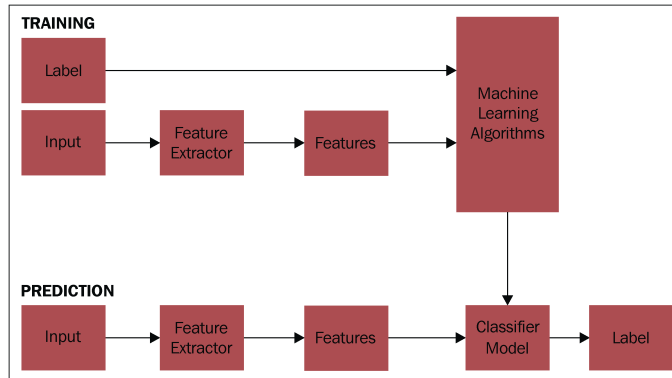 TRAINING
Label
Machine
Learning
Algorithms
Input
Feature
Extractor
Features
PREDICTION
Input
Feature
Extractor
Features
Classifier
Model
Label